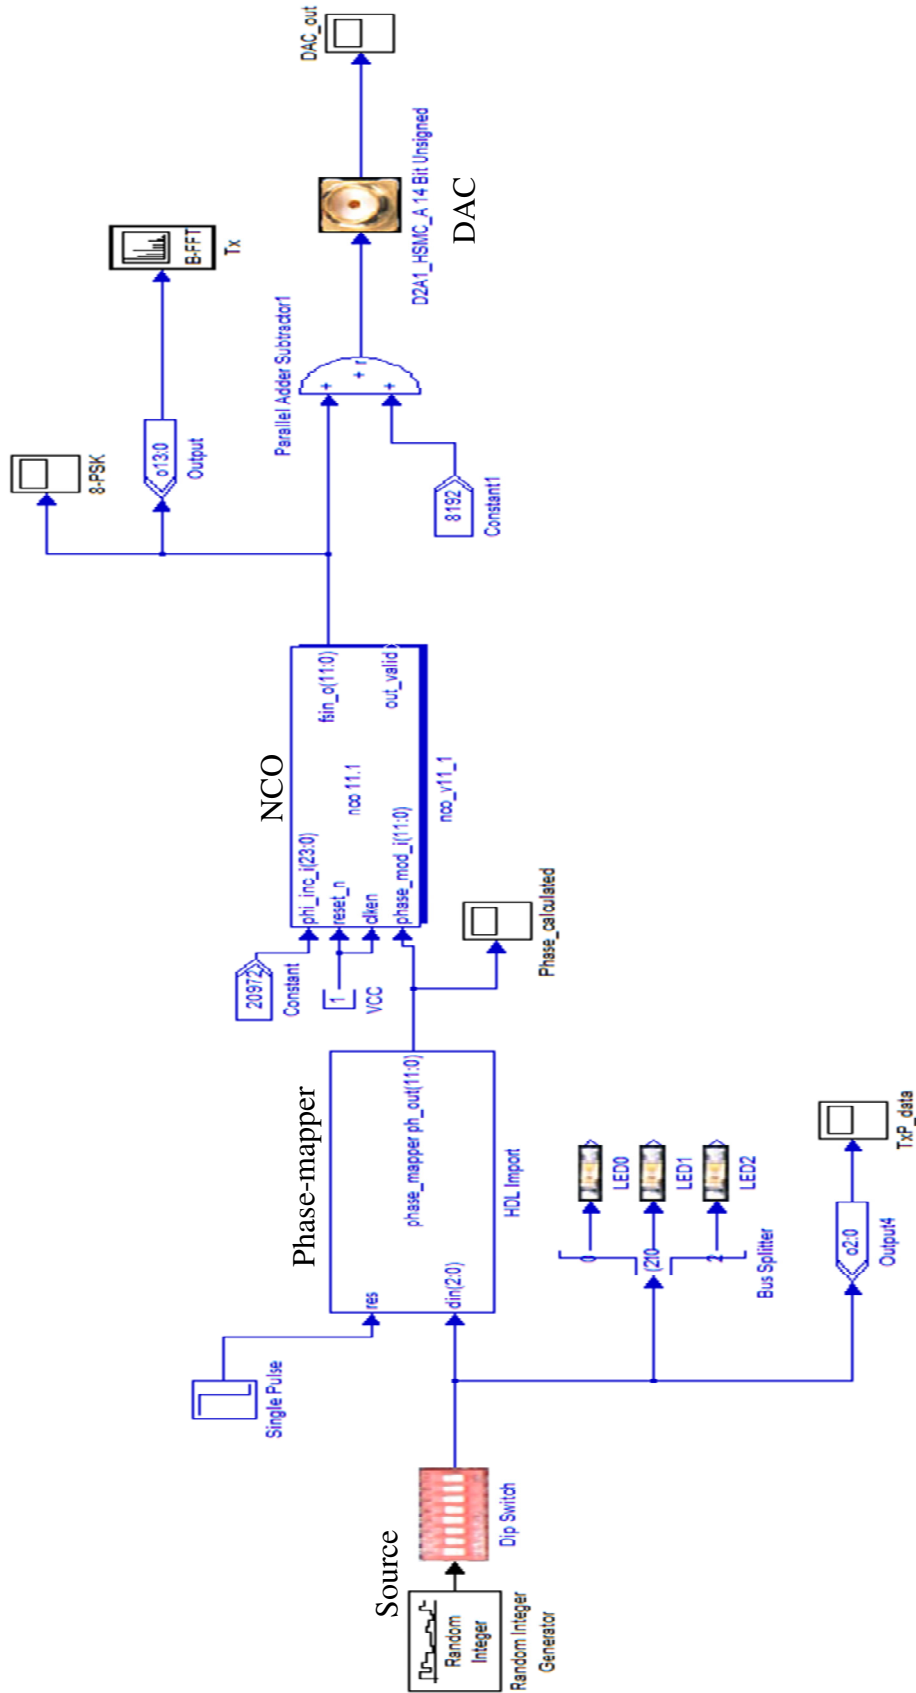 Source
Random
Integer
Random Integer
Generator
Dip Switch
Single Pulse
Phase-mapper
res
din(2:0)
phase_mapper ph_out(11:0)
HDL Import
0
(2:0)
2
LED0
LED1
LED2
Bus Splitter
o2:0
Output4
TxP_data
20972
Constant
1
VCC
Phase_calculated
NCO
phi_inc_i(23:0)
reset_n
clken
phase_mod_i(11:0)
nco 11.1
fsin_o(11:0)
out_valid
nco_v11_1
8-PSK
o13:0
Output
B-FFT
Tx
8192
Constant1
Parallel Adder Subtractor1
+
+
+ r
D2A1_HSMC_A 14 Bit Unsigned
DAC
DAC_out